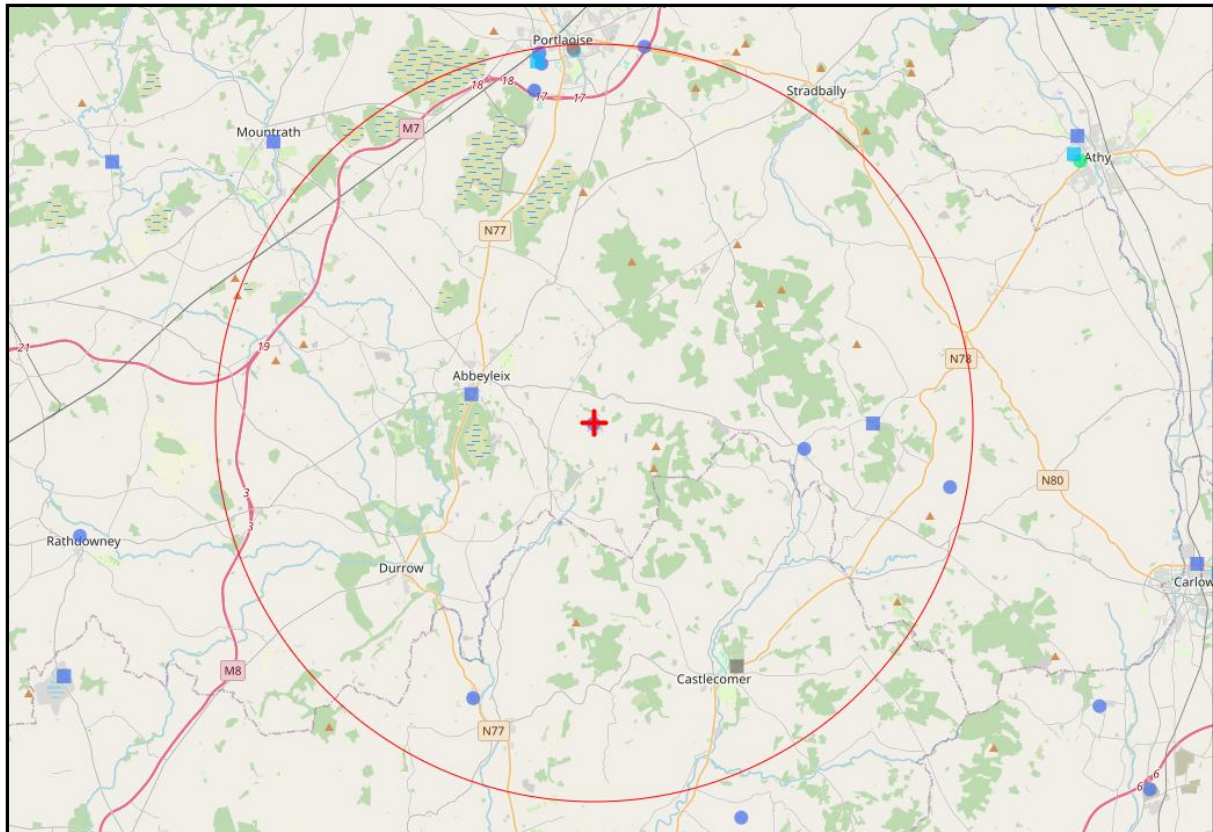 Portlaoise
18
18
17
17
Stradbally
Mountrath
M7
Athy
N77
21
19
N78
Abbeyleix
N80
3
3
Rathdowney
Durrow
Carlow
M8
Castlecomer
N77
6
6